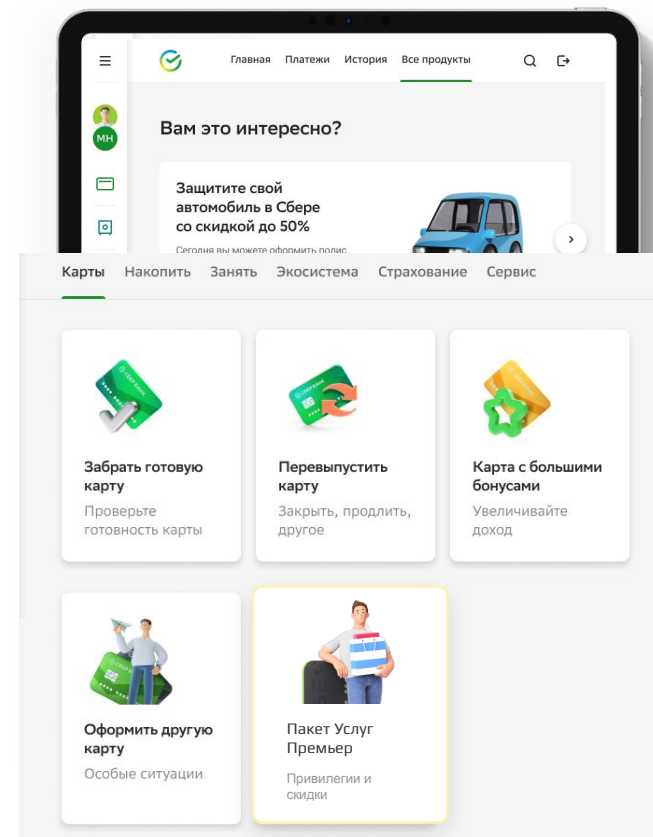 Главная Платежи История Все продукты
МН
Вам это интересно?
Защитите свой
автомобиль в Сбере
со скидкой до 50%
Сегодня вы можете оформить полис
Карты Накопить Занять Экосистема Страхование Сервис
СБЕРБАНК
СБЕРБАНК
Забрать готовую
карту
Проверьте
готовность карты
Перевыпустить
карту
Закрыть, продлить,
другое
Карта с большими
бонусами
Увеличивайте
доход
Оформить другую
карту
Особые ситуации
Пакет Услуг
Премьер
Привилегии и
скидки